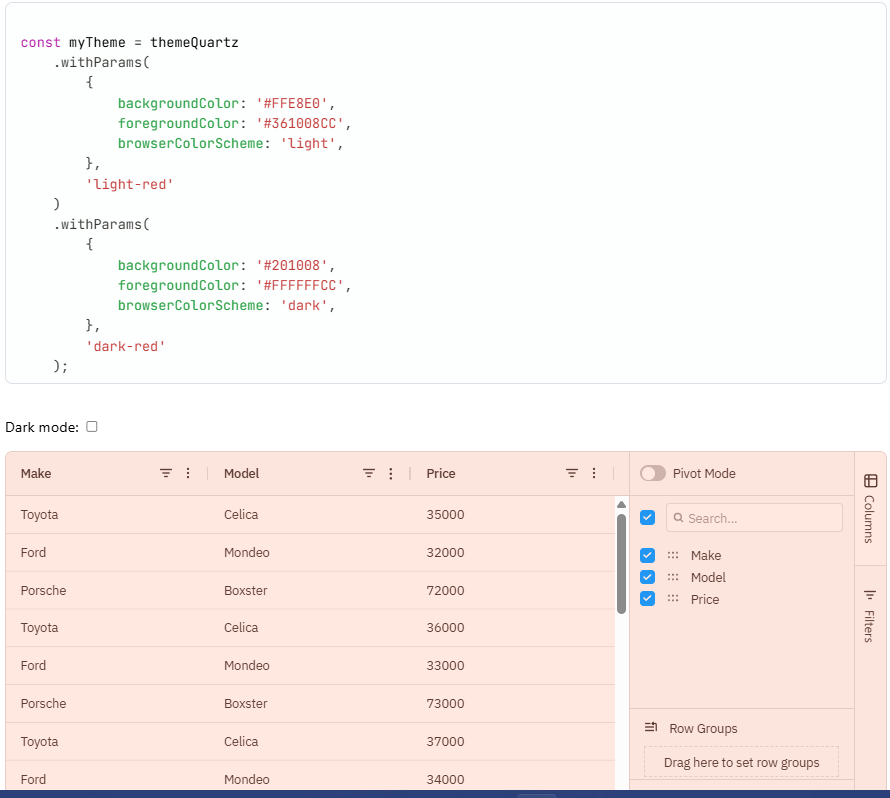 const myTheme = themeQuartz
.withParams(
{
backgroundColor: '#FFE8E0',
foregroundColor: '#361008CC',
browserColorScheme: 'light',
},
'light-red'
)
.withParams(
{
backgroundColor: '#201008',
foregroundColor: '#FFFFFFCC',
browserColorScheme: 'dark',
},
'dark-red'
);
Dark mode:
Make Model Price
Toyota Celica 35000
Ford Mondeo 32000
Porsche Boxster 72000
Toyota Celica 36000
Ford Mondeo 33000
Porsche Boxster 73000
Toyota Celica 37000
Ford Mondeo 34000
Pivot Mode
Search...
Make
Model
Price
Row Groups
Drag here to set row groups
Columns
Filters